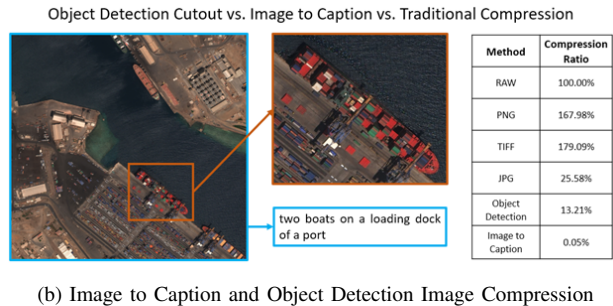 Object Detection Cutout vs. Image to Caption vs. Traditional Compression
two boats on a loading dock
of a port
Method Compression Ratio
RAW 100.00%
PNG 167.98%
TIFF 179.09%
JPG 25.58%
Object Detection 13.21%
Image to Caption 0.05%
(b) Image to Caption and Object Detection Image Compression